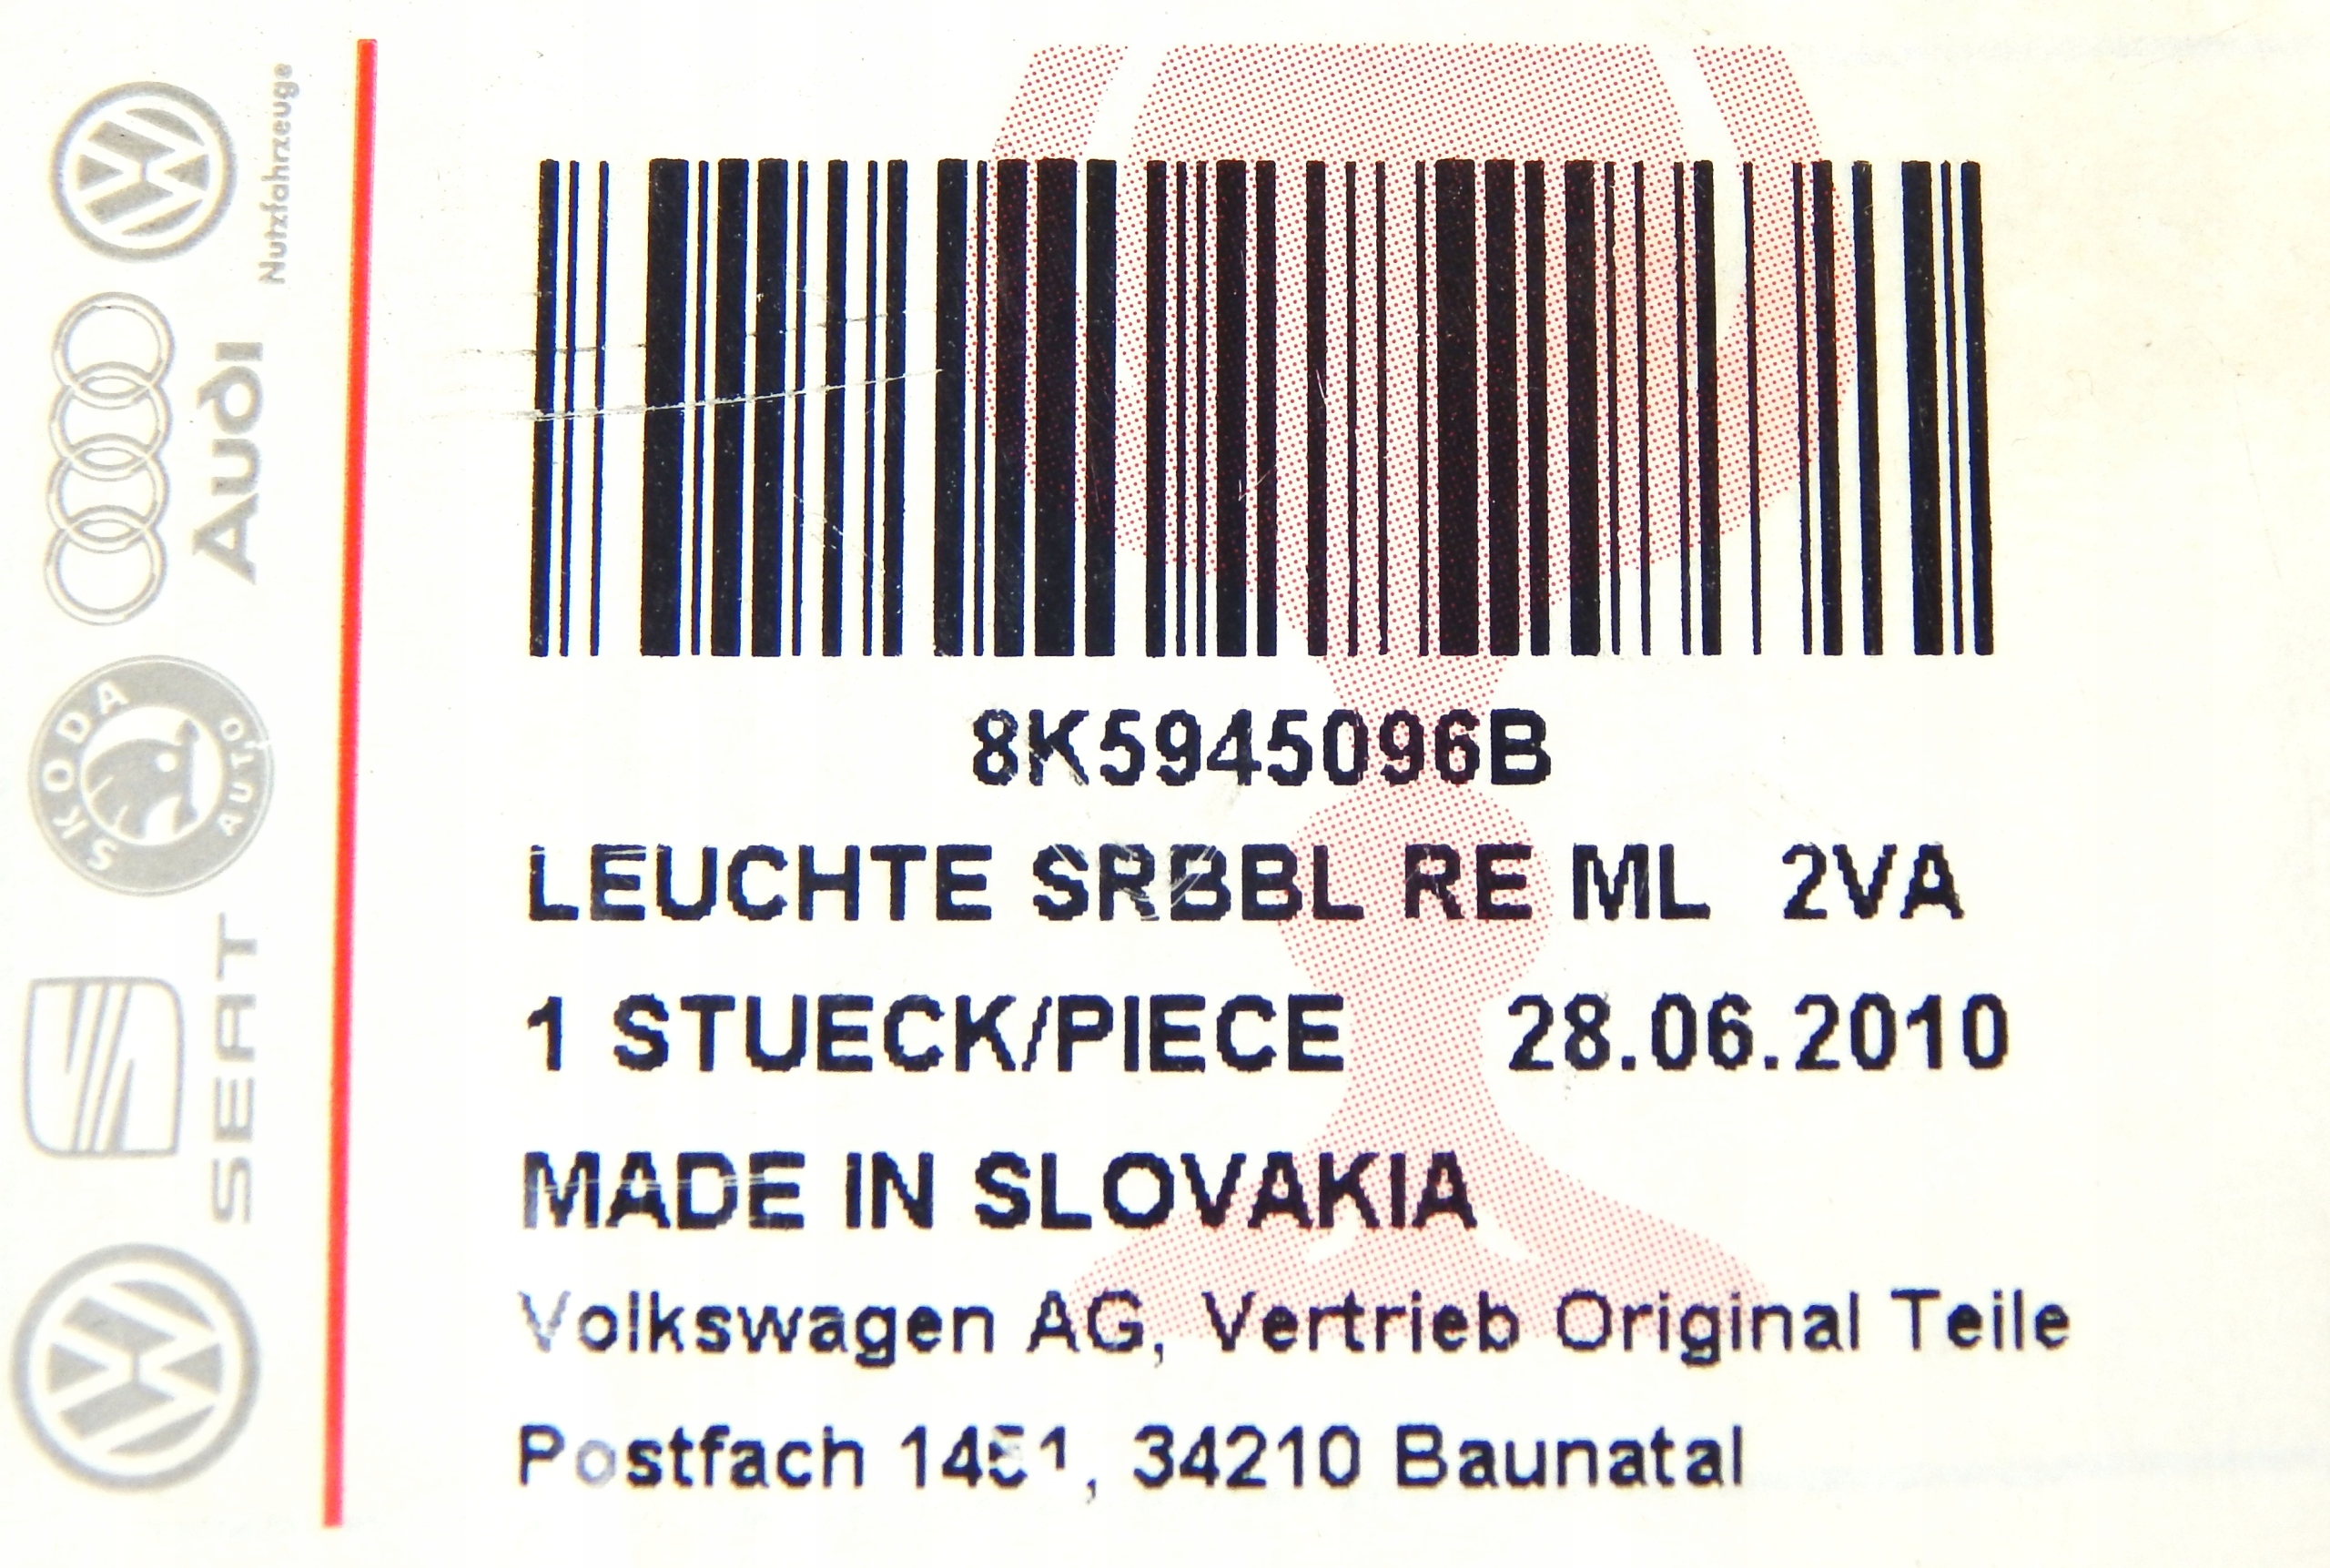 Nutzfahrzeuge
Audi
SKODA
AUTO
SEAT
8K5945096B
LEUCHTE SRBBL RE ML 2VA
1 STUECK/PIECE 28.06.2010
MADE IN SLOVAKIA
Volkswagen AG, Vertrieb Original Teile
Postfach 1451, 34210 Baunatal